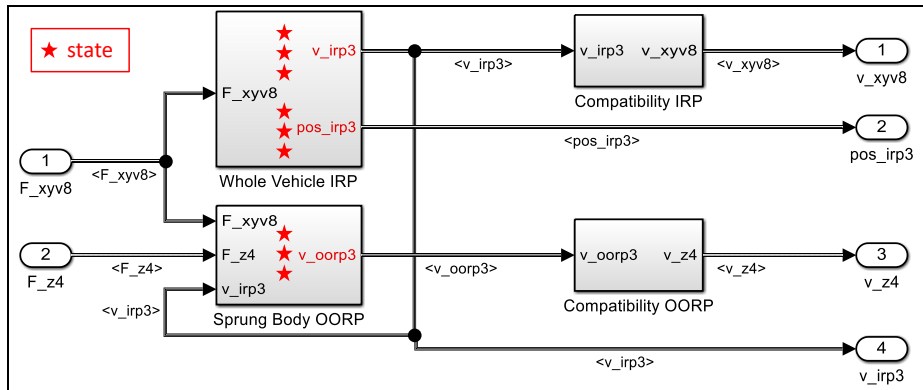 state
1
F_xyv8
<F_xyv8>
2
F_z4
<F_z4>
<v_irp3>
F_xyv8
v_irp3
pos_irp3
Whole Vehicle IRP
F_xyv8
F_z4
v_irp3
v_oorp3
Sprung Body OORP
<v_irp3>
<v_oorp3>
v_irp3
v_xyv8
Compatibility IRP
<v_xyv8>
<pos_irp3>
v_oorp3
v_z4
Compatibility OORP
<v_z4>
<v_irp3>
1
v_xyv8
2
pos_irp3
3
v_z4
4
v_irp3